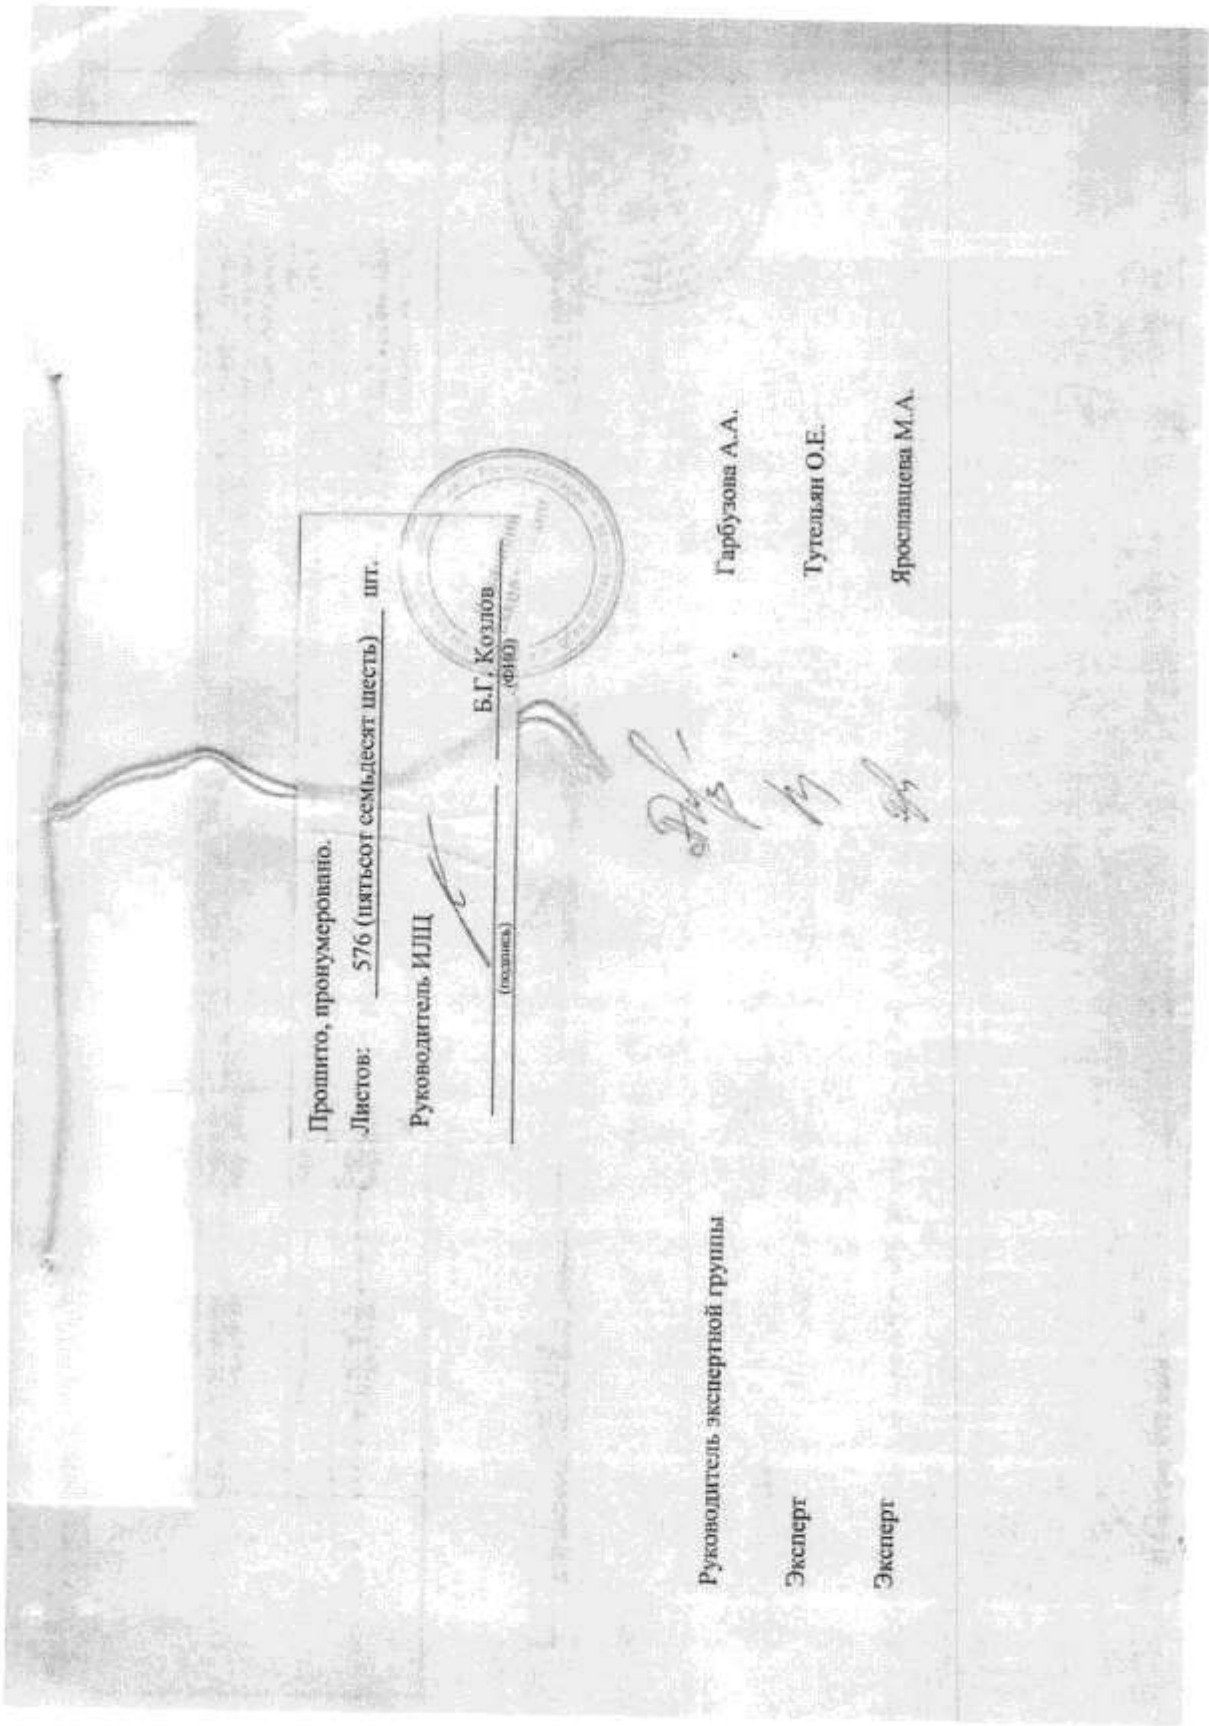 Прошито, пронумеровано.
Листов: 576 (пятьсот семьдесят шесть) шт.
Руководитель ИЛЦ
Б.Г. Козлов
(подпись) (ФИО)
Руководитель экспертной группы Гарбузова А.А.
Эксперт Тутельян О.Е.
Эксперт Ярославцева М.А.